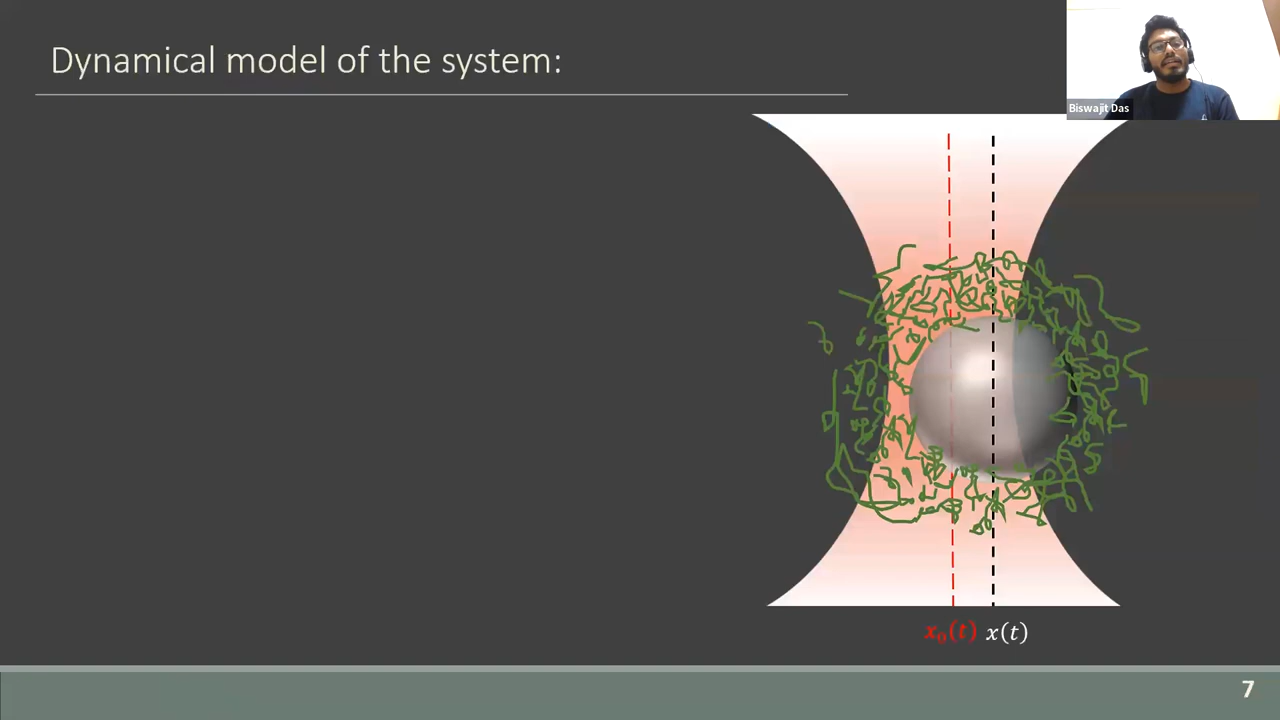 Dynamical model of the system:
Biswajit Das
x₀(t) x(t)
7